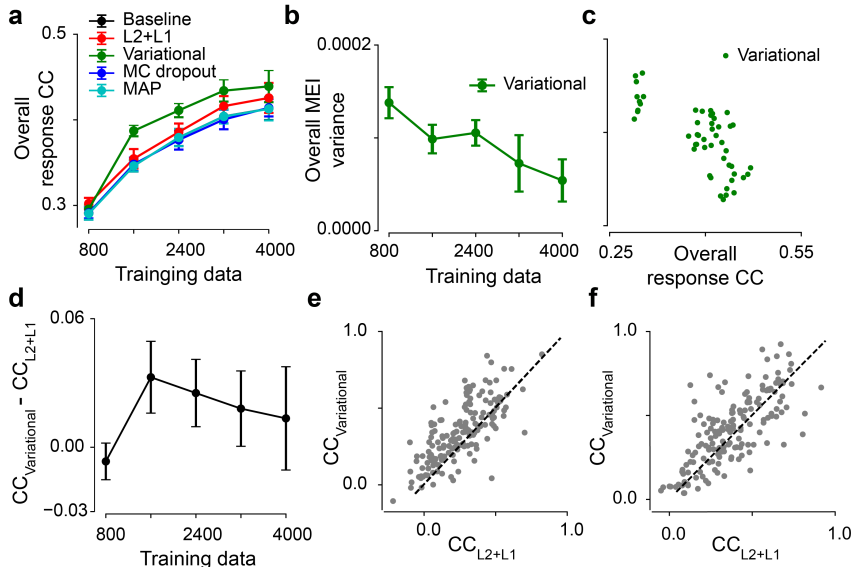 a
0.5
0.3
Overall
response CC
Baseline
L2+L1
Variational
MC dropout
MAP
800
2400
4000
Trainging data
b
0.0002
0.0000
Overall MEI
variance
Variational
800
2400
4000
Training data
c
Variational
0.25
0.55
Overall
response CC
d
0.06
0.00
−0.03
CCVariational - CCL2+L1
800
2400
4000
Training data
e
1.0
0.0
CCVariational
0.0
1.0
CCL2+L1
f
1.0
0.0
CCVariational
0.0
1.0
CCL2+L1